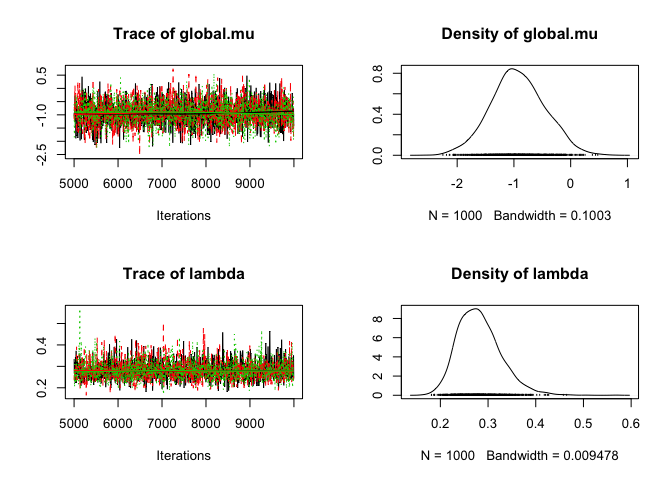 Trace of global.mu
0.5
-1.0
-2.5
5000 6000 7000 8000 9000
Iterations
Density of global.mu
0.8
0.4
0.0
-2 -1 0 1
N = 1000 Bandwidth = 0.1003
Trace of lambda
0.4
0.2
5000 6000 7000 8000 9000
Iterations
Density of lambda
8
6
4
2
0
0.2 0.3 0.4 0.5 0.6
N = 1000 Bandwidth = 0.009478